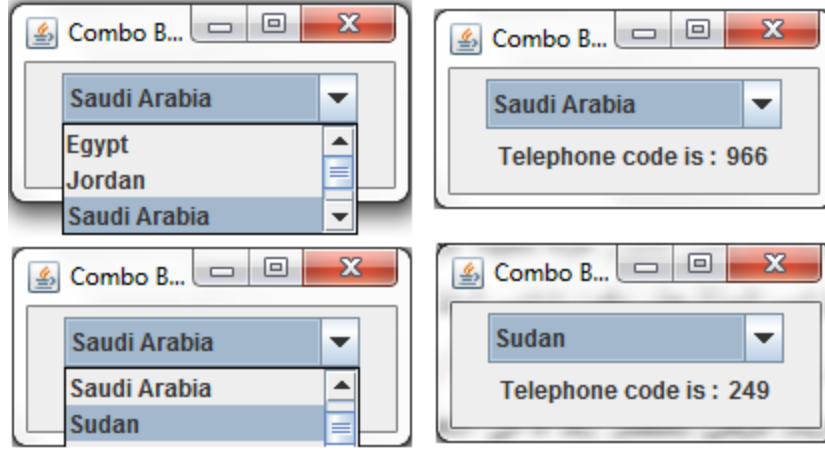 Combo B...
Saudi Arabia
Egypt
Jordan
Saudi Arabia
Combo B...
Saudi Arabia
Telephone code is : 966
Combo B...
Saudi Arabia
Saudi Arabia
Sudan
Combo B...
Sudan
Telephone code is : 249